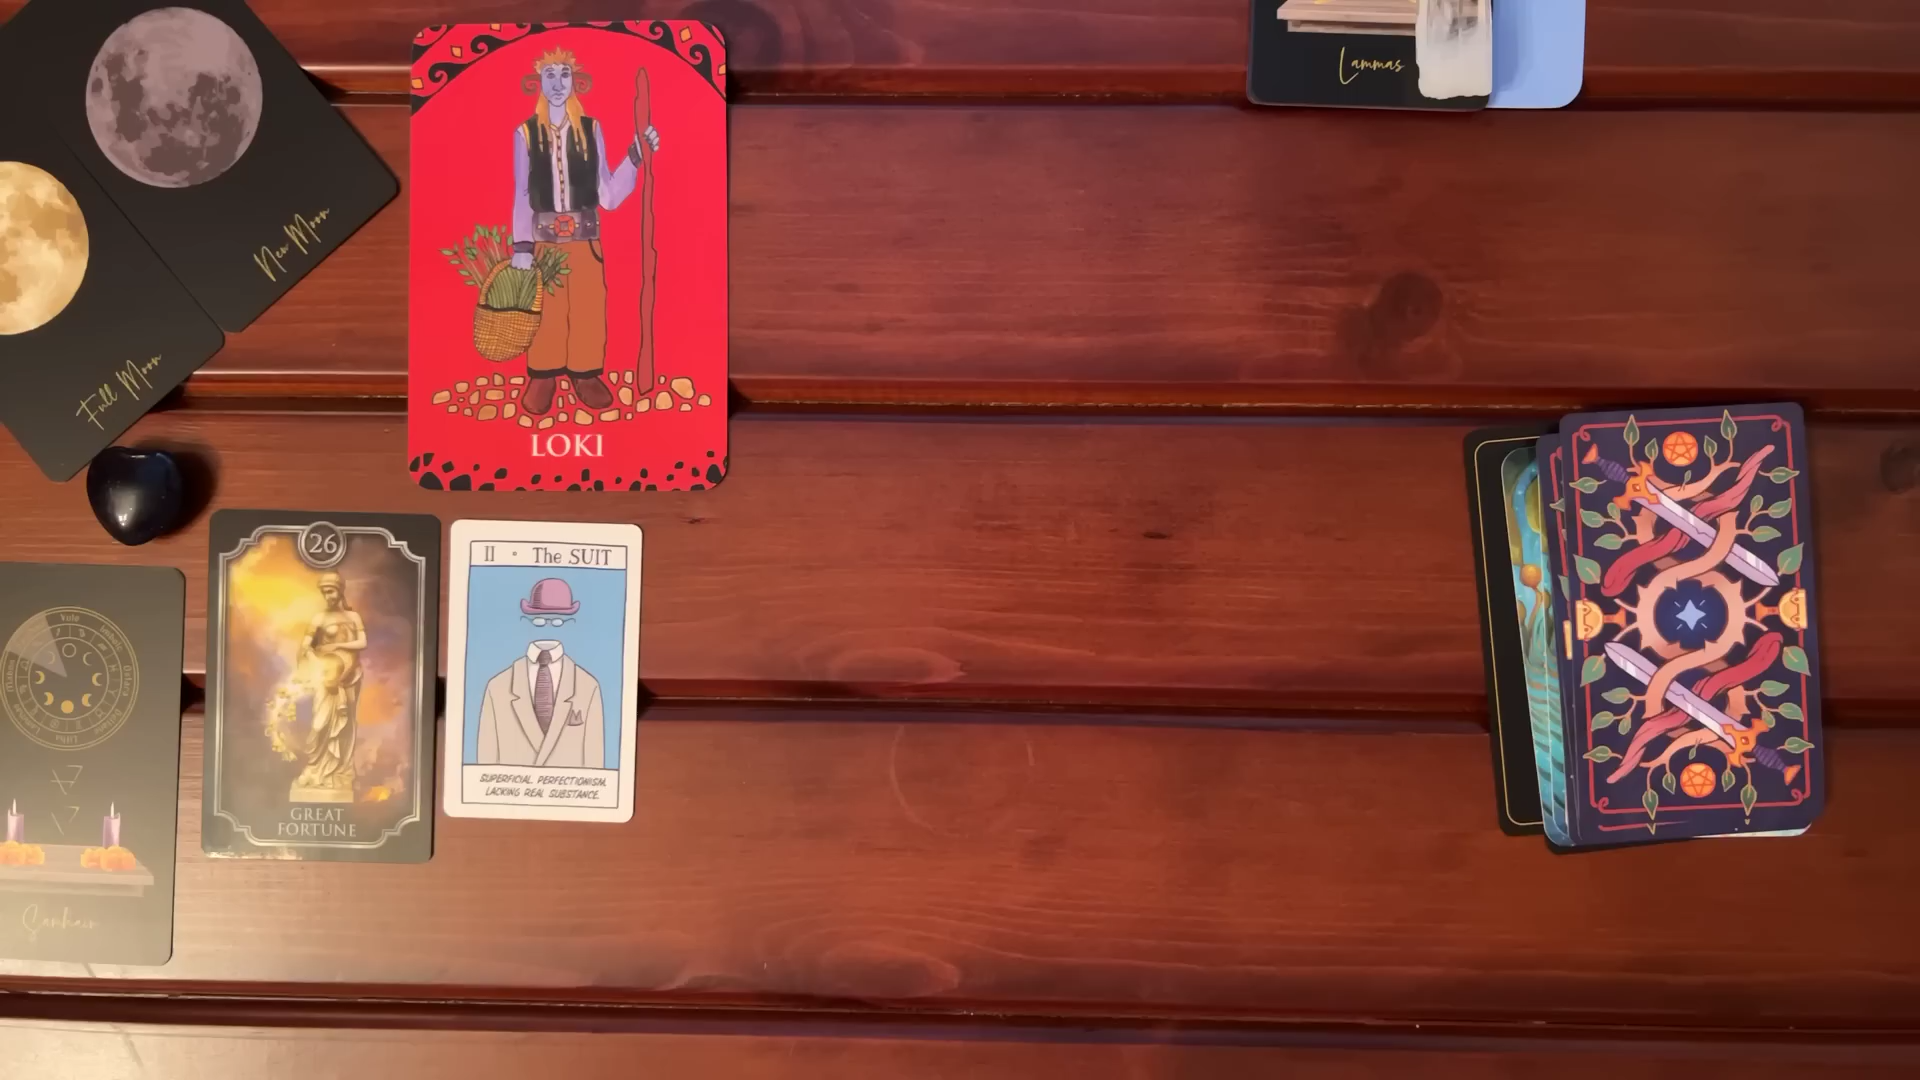 New Moon
Full Moon
LOKI
Lammas
26
GREAT
FORTUNE
II • The SUIT
SUPERFICIAL. PERFECTIONISM.
LACKING REAL SUBSTANCE.
Yule
Samhain